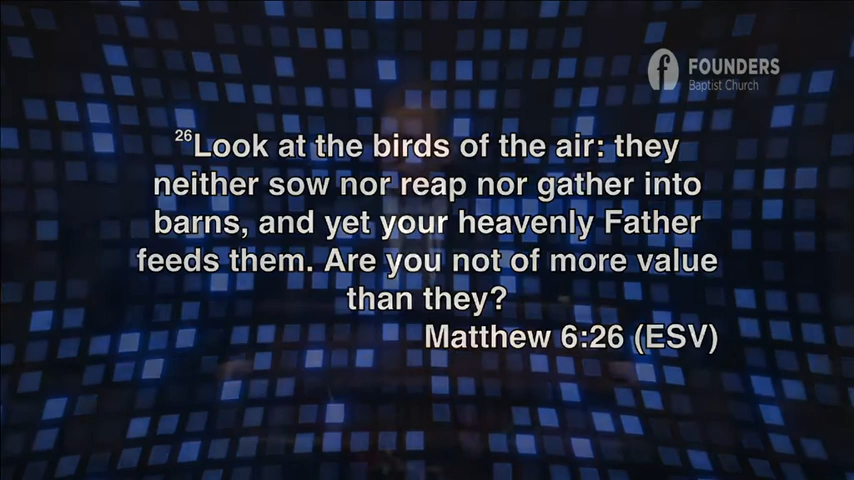 f FOUNDERS
Baptist Church
26Look at the birds of the air: they
neither sow nor reap nor gather into
barns, and yet your heavenly Father
feeds them. Are you not of more value
than they?
Matthew 6:26 (ESV)